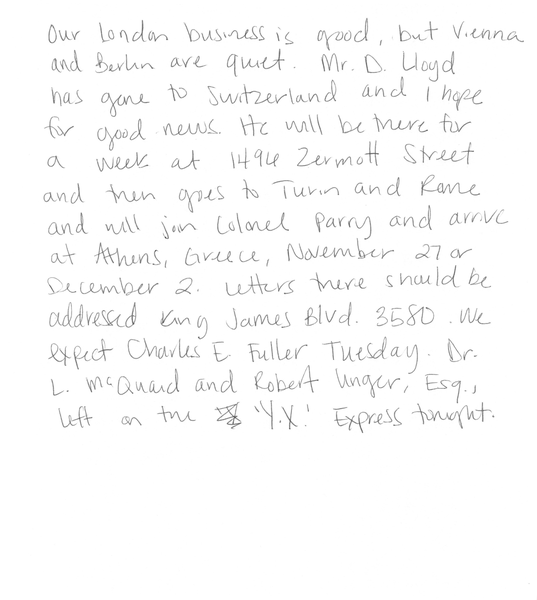 Our London business is good, but Vienna
and Berlin are quiet. Mr. D. Lloyd
has gone to Switzerland and I hope
for good news. He will be there for
a week at 1494 Zermott Street
and then goes to Turin and Rome
and will join Colonel Parry and arrive
at Athens, Greece, November 27 or
December 2. Letters there should be
addressed King James Blvd. 3580. We
expect Charles E. Fuller Tuesday. Dr.
L. McQuaid and Robert Unger, Esq.,
left on the 'Y.X.' Express tonight.